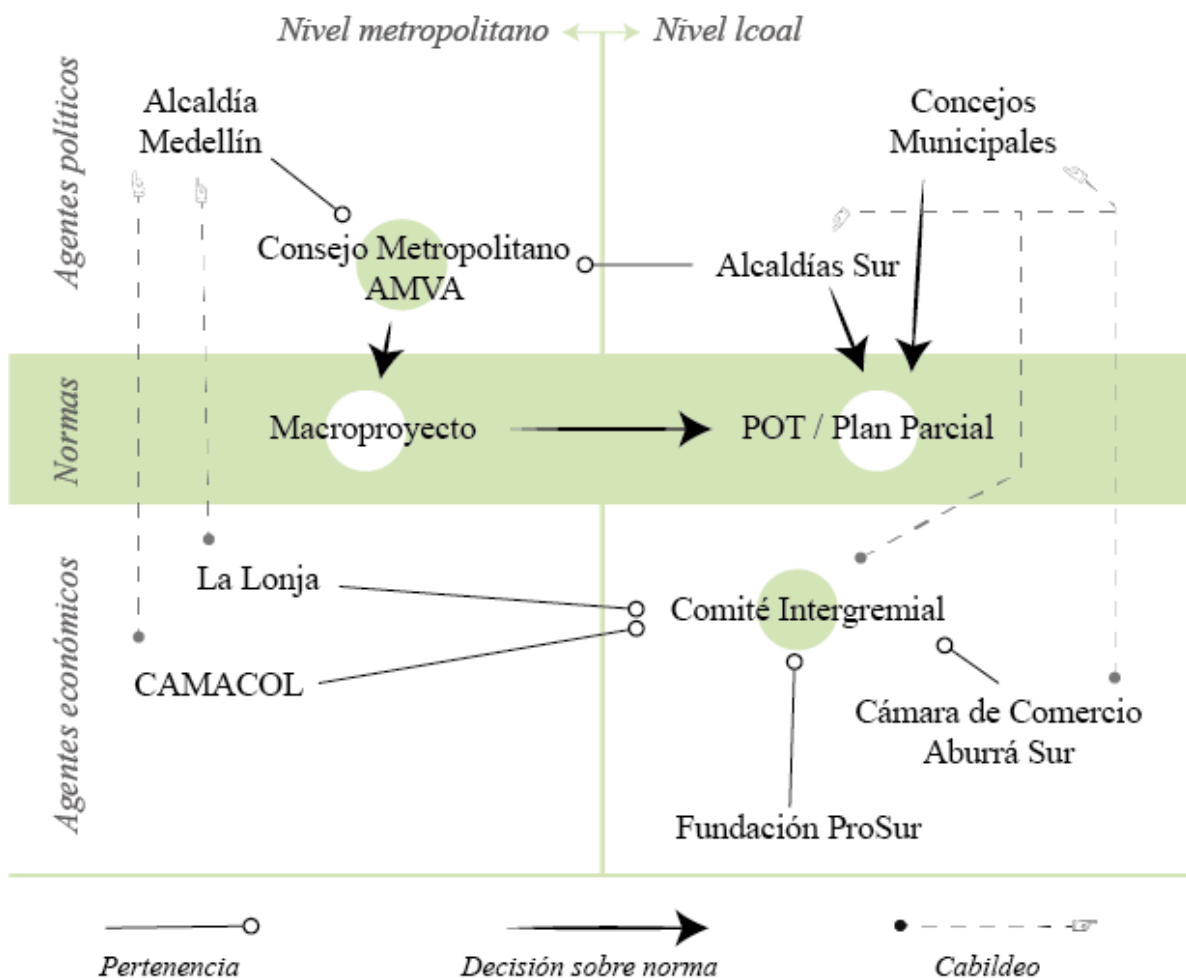 Nivel metropolitano
Nivel lcoal
Agentes políticos
Alcaldía
Medellín
Concejos
Municipales
Consejo Metropolitano
AMVA
Alcaldías Sur
Normas
Macroproyecto
POT / Plan Parcial
Agentes económicos
La Lonja
Comité Intergremial
CAMACOL
Cámara de Comercio
Aburrá Sur
Fundación ProSur
Pertenencia
Decisión sobre norma
Cabildeo